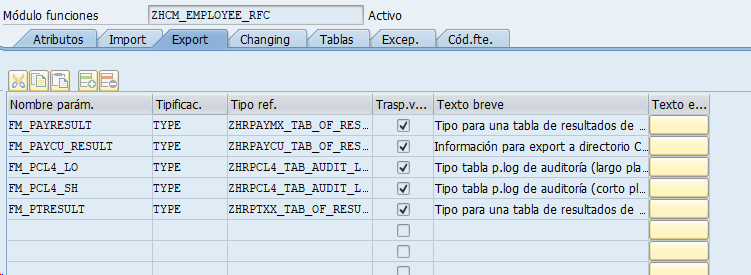 Módulo funciones ZHCM_EMPLOYEE_RFC Activo
Atributos Import Export Changing Tablas Excep. Cód.fte.
Nombre parám. Tipificac. Tipo ref. Trasp.v... Texto breve Texto e...
FM_PAYRESULT TYPE ZHRPAYMX_TAB_OF_RES... Tipo para una tabla de resultados de ...
FM_PAYCU_RESULT TYPE ZHRPAYCU_TAB_OF_RES... Información para export a directorio C...
FM_PCL4_LO TYPE ZHRPCL4_TAB_AUDIT_L... Tipo tabla p.log de auditoría (largo pla...
FM_PCL4_SH TYPE ZHRPCL4_TAB_AUDIT_L... Tipo tabla p.log de auditoría (corto pl...
FM_PTRESULT TYPE ZHRPTXX_TAB_OF_RESU... Tipo para una tabla de resultados de ...